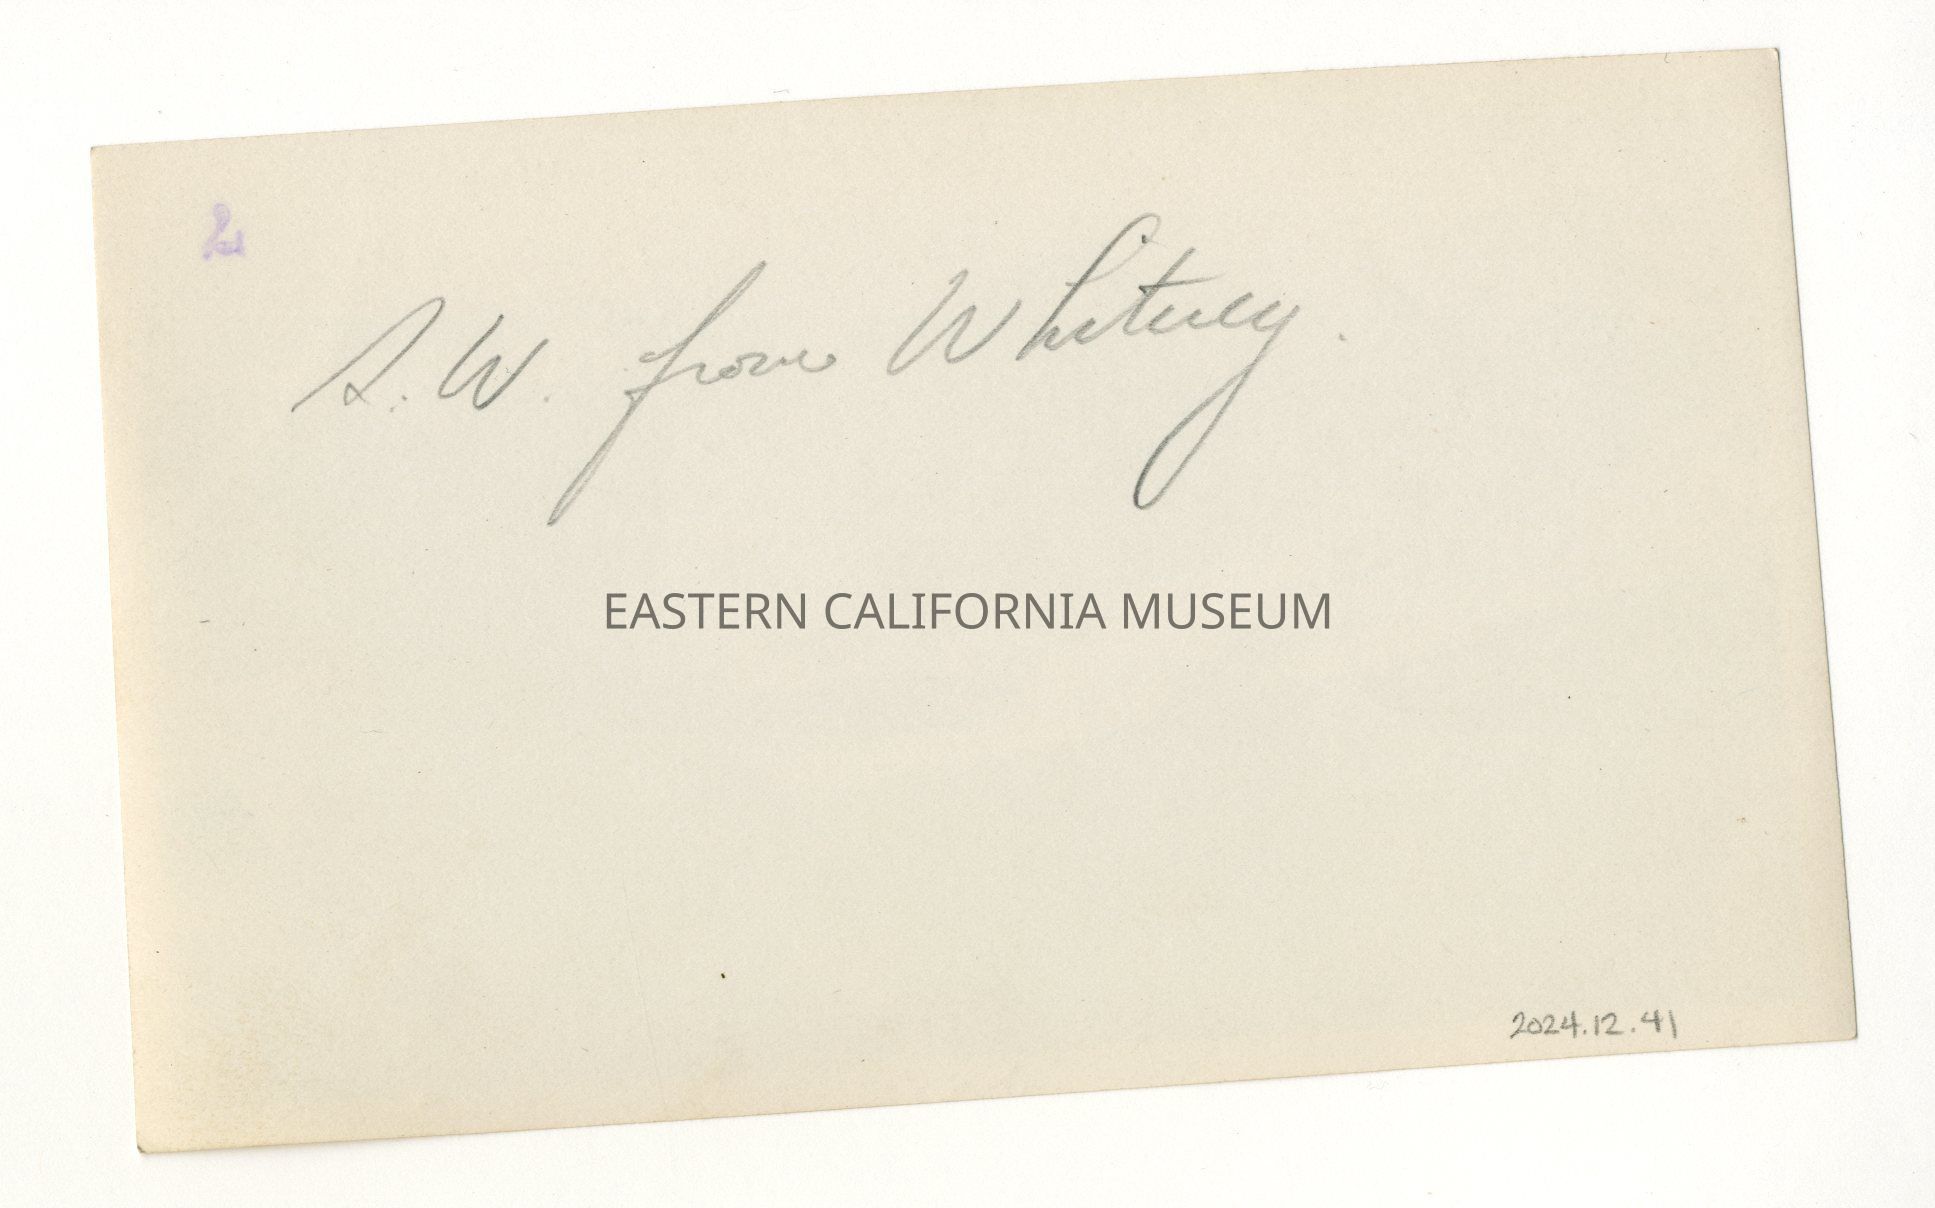 2
S.W. from Whitney.
EASTERN CALIFORNIA MUSEUM
2024.12.41